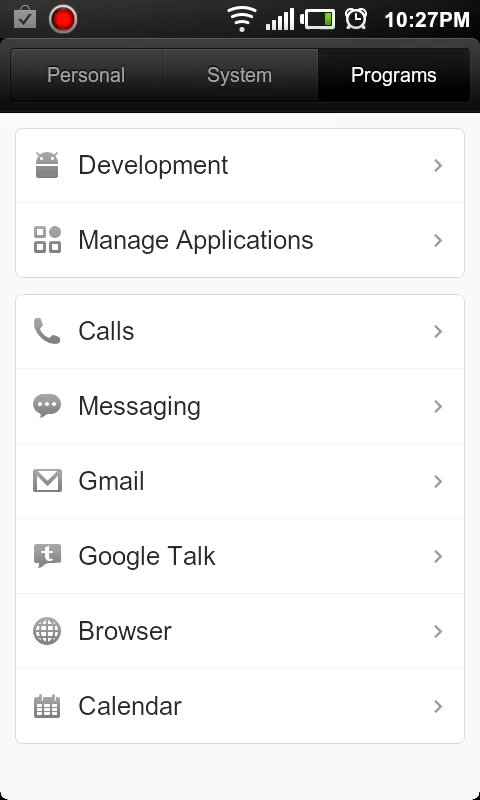 10:27PM
Personal System Programs
Development
Manage Applications
Calls
Messaging
Gmail
Google Talk
Browser
Calendar